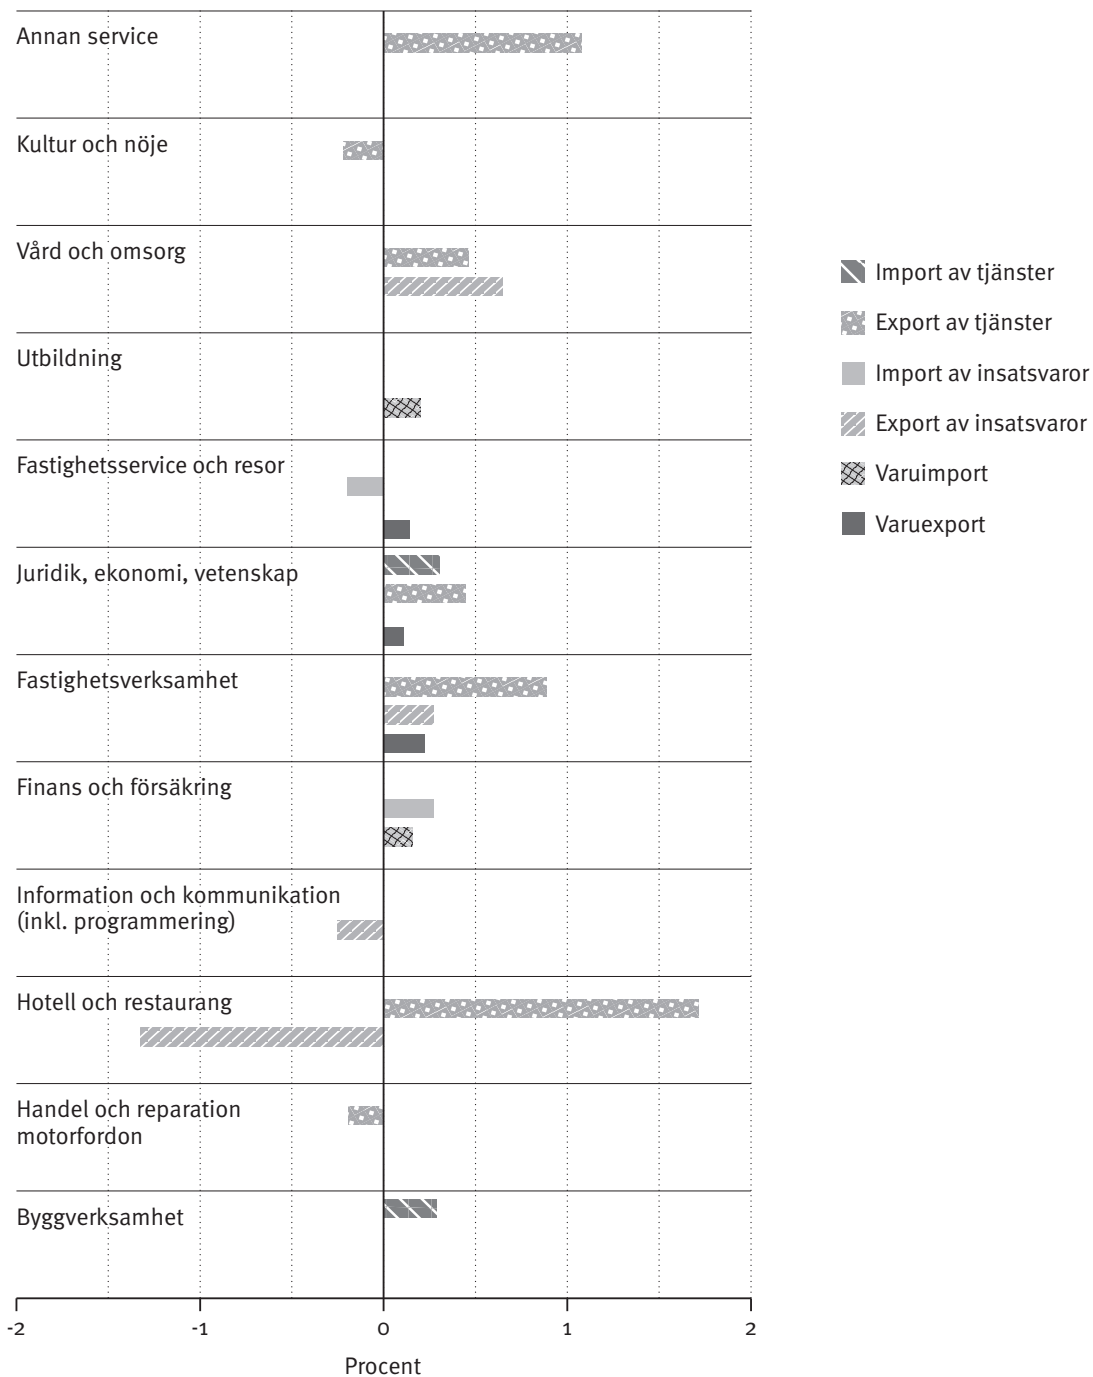 Annan service
Kultur och nöje
Vård och omsorg
Utbildning
Fastighetsservice och resor
Juridik, ekonomi, vetenskap
Fastighetsverksamhet
Finans och försäkring
Information och kommunikation
(inkl. programmering)
Hotell och restaurang
Handel och reparation
motorfordon
Byggverksamhet
-2 -1 0 1 2
Procent
Import av tjänster
Export av tjänster
Import av insatsvaror
Export av insatsvaror
Varuimport
Varuexport